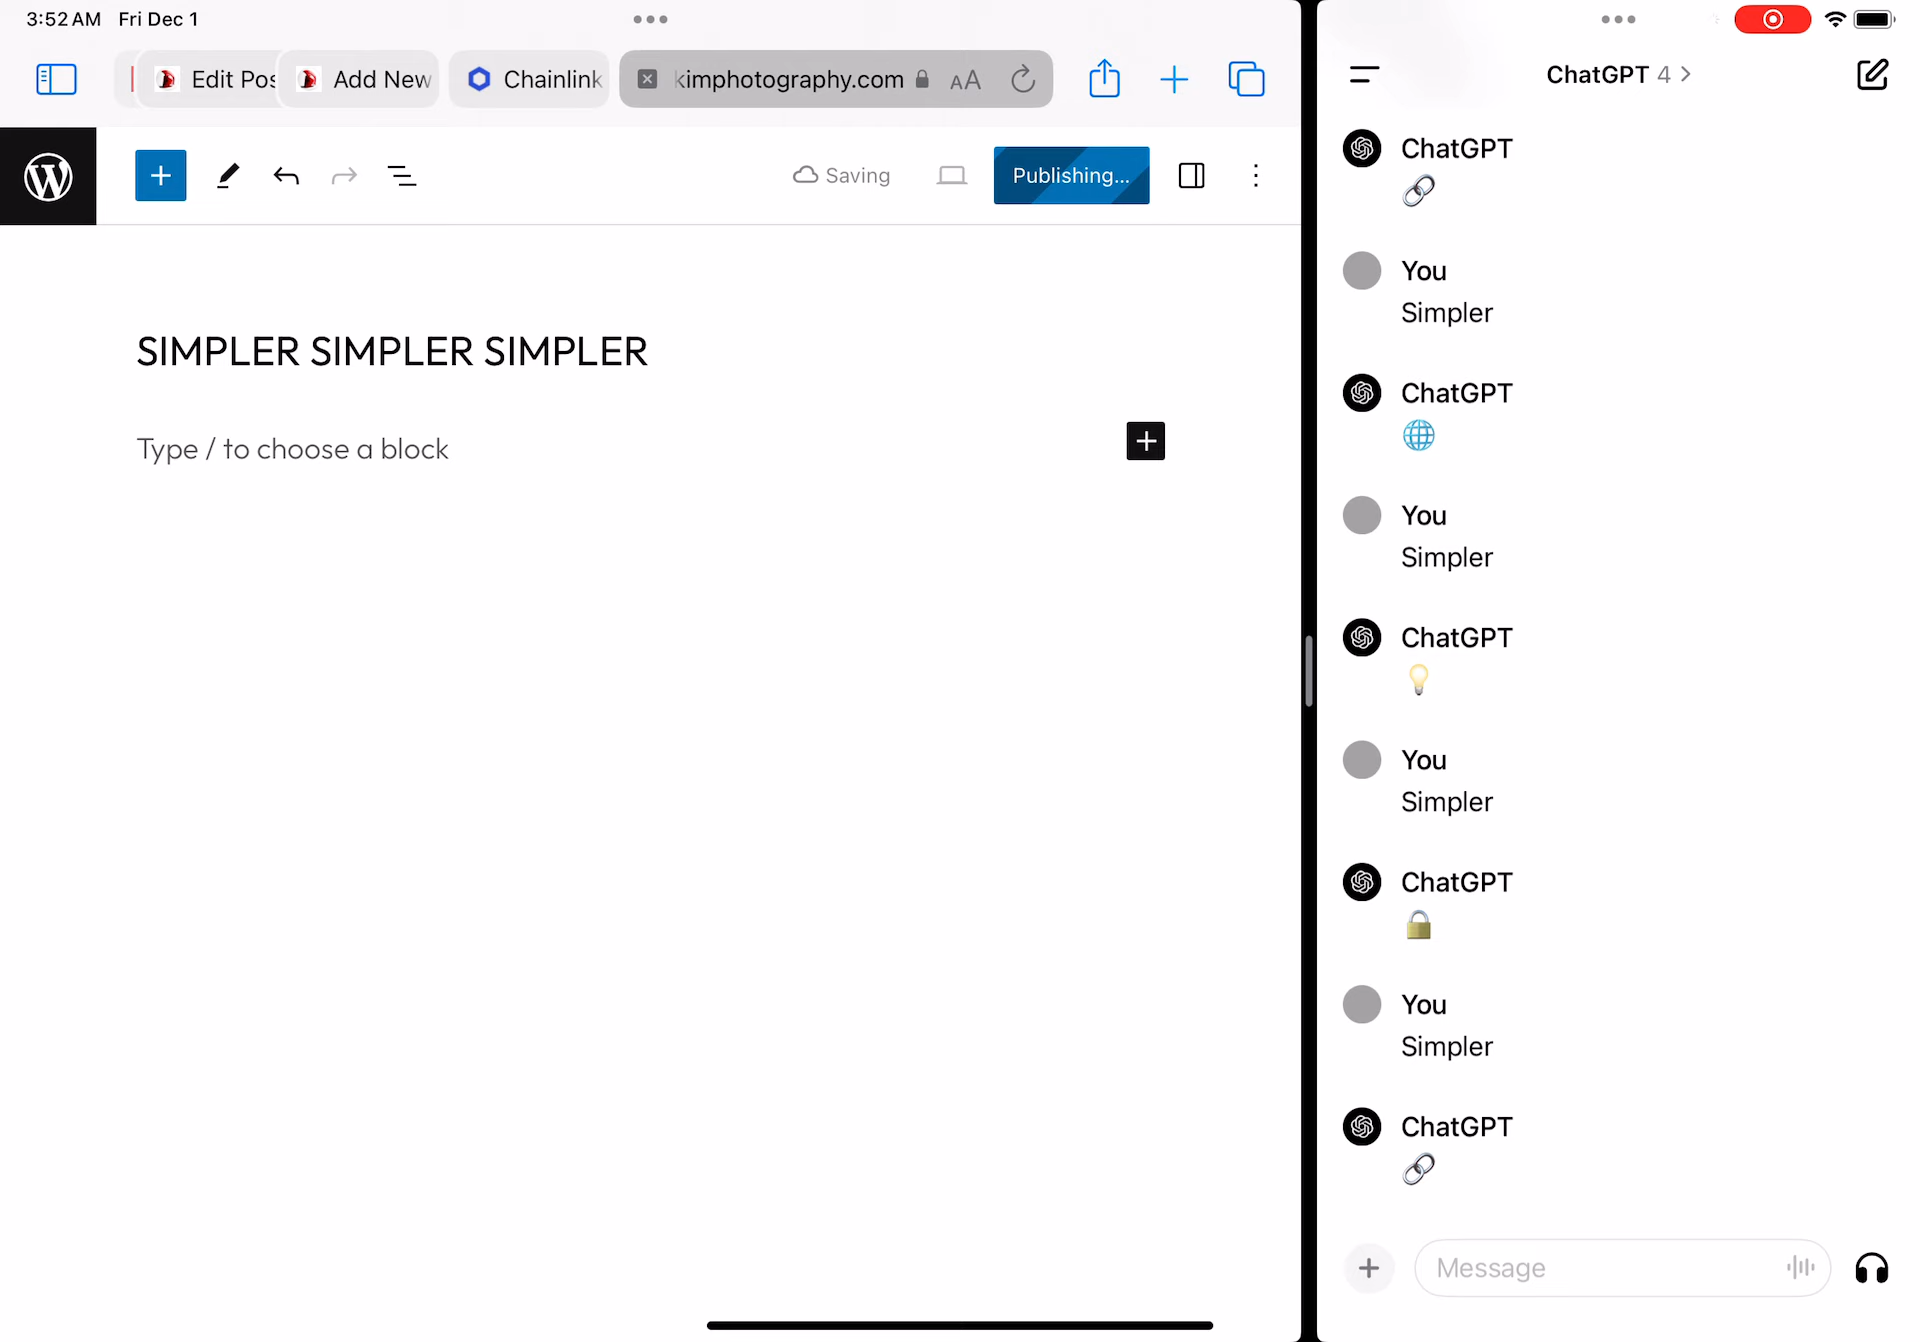 3:52 AM Fri Dec 1
Edit Pos
Add New
Chainlink
kimphotography.com
AA
Saving
Publishing...
SIMPLER SIMPLER SIMPLER
Type / to choose a block
ChatGPT 4 >
ChatGPT
You
Simpler
ChatGPT
You
Simpler
ChatGPT
You
Simpler
ChatGPT
You
Simpler
ChatGPT
Message